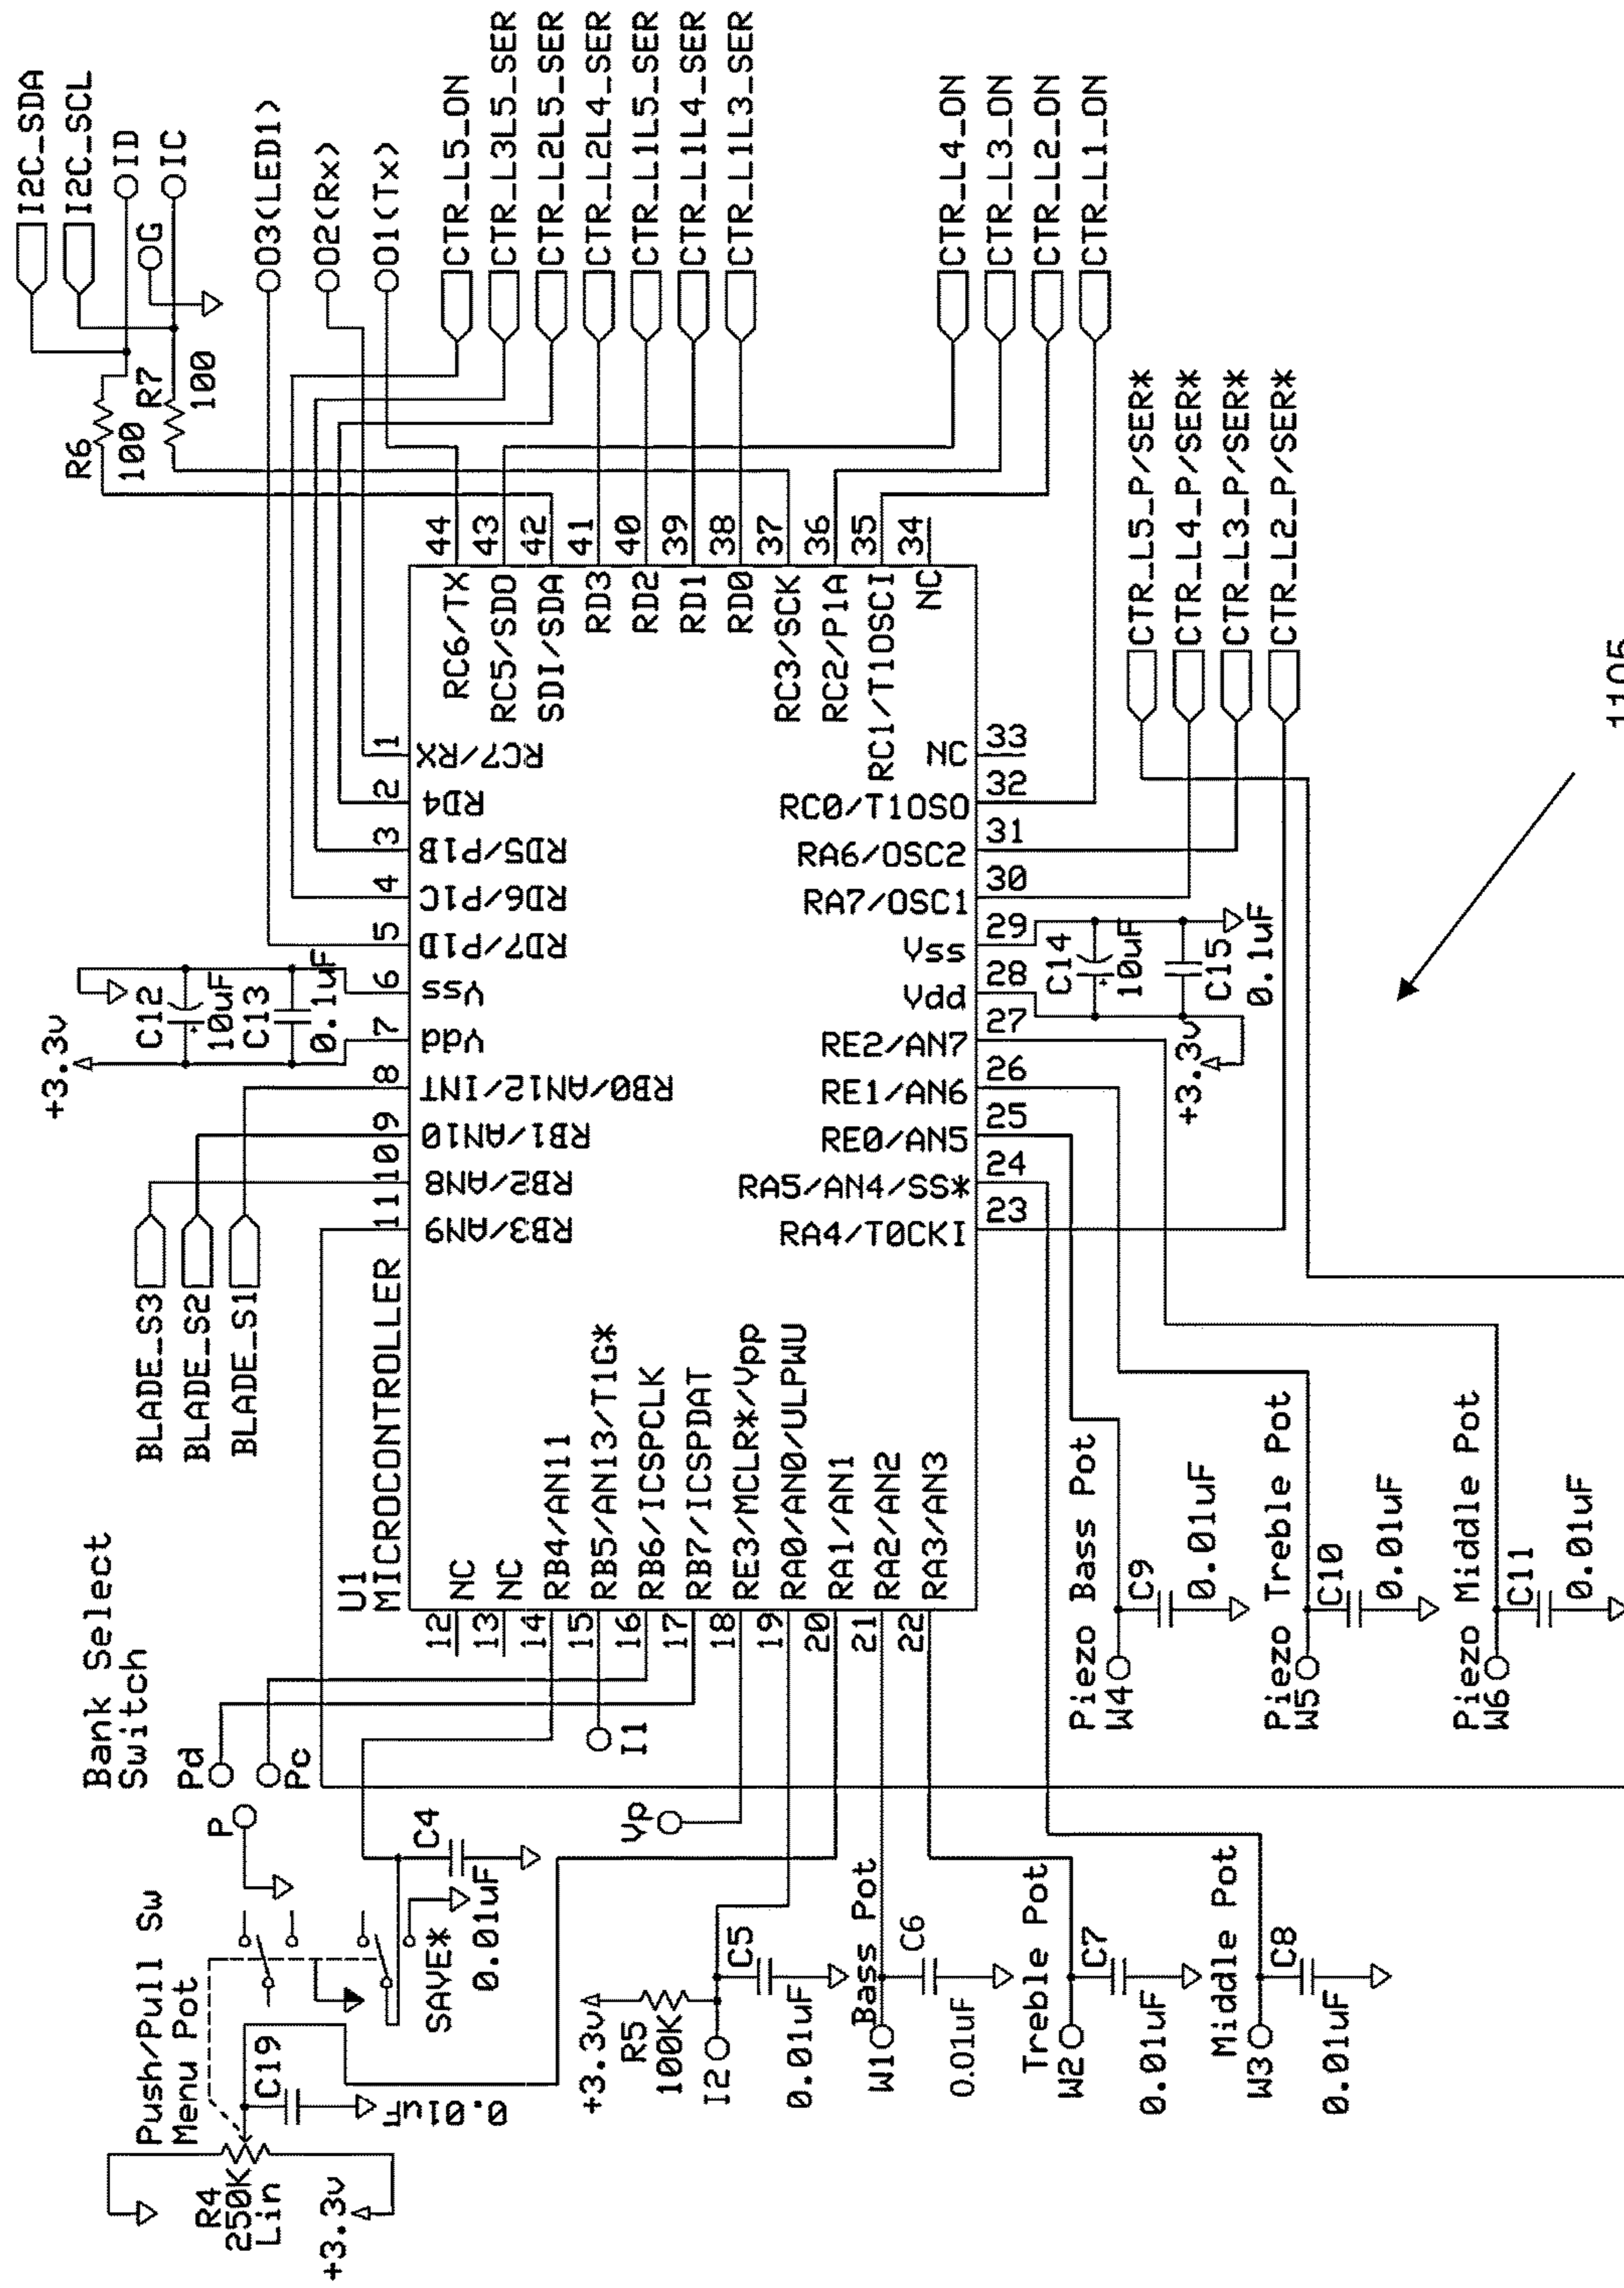 I2C_SDA
I2C_SCL
OID
OIC
OG
O3(LED1)
O2(Rx)
O1(Tx)
R6
100
R7
100
CTR_L5_ON
CTR_L3L5_SER
CTR_L2L5_SER
CTR_L2L4_SER
CTR_L1L5_SER
CTR_L1L4_SER
CTR_L1L3_SER
CTR_L4_ON
CTR_L3_ON
CTR_L2_ON
CTR_L1_ON
CTR_L5_P/SER*
CTR_L4_P/SER*
CTR_L3_P/SER*
CTR_L2_P/SER*
44
RC6/TX
43
RC5/SDO
42
SDI/SDA
41
RD3
40
RD2
39
RD1
38
RD0
37
RC3/SCK
36
RC2/P1A
35
RC1/T1OSCI
34
NC
1
RC7/RX
2
RD4
3
RD5/P1B
4
RD6/P1C
5
RD7/P1D
6
Vss
7
Vdd
8
RB0/AN12/INT
9
RB1/AN10
10
RB2/AN8
11
RB3/AN9
33
NC
32
RC0/T1OSO
31
RA6/OSC2
30
RA7/OSC1
29
Vss
28
Vdd
27
RE2/AN7
26
RE1/AN6
25
RE0/AN5
24
RA5/AN4/SS*
23
RA4/T0CKI
+3.3v
C12
10uF
C13
0.1uF
C14
10uF
C15
0.1uF
+3.3v
BLADE_S3
BLADE_S2
BLADE_S1
U1
MICROCONTROLLER
12
NC
13
NC
14
RB4/AN11
15
RB5/AN13/T1G*
16
RB6/ICSPCLK
17
RB7/ICSPDAT
18
RE3/MCLR*/Vpp
19
RA0/AN0/ULPWU
20
RA1/AN1
21
RA2/AN2
22
RA3/AN3
Bank Select
Switch
Pd
Pc
P
I1
Vp
C4
0.01uF
SAVE*
Push/Pull Sw
Menu Pot
C19
0.01uF
R4
250K
Lin
+3.3v
+3.3v
R5
100K
I2
C5
0.01uF
Bass Pot
W1
C6
0.01uF
Treble Pot
W2
C7
0.01uF
Middle Pot
W3
C8
0.01uF
Piezo Bass Pot
W4
C9
0.01uF
Piezo Treble Pot
W5
C10
0.01uF
Piezo Middle Pot
W6
C11
0.01uF